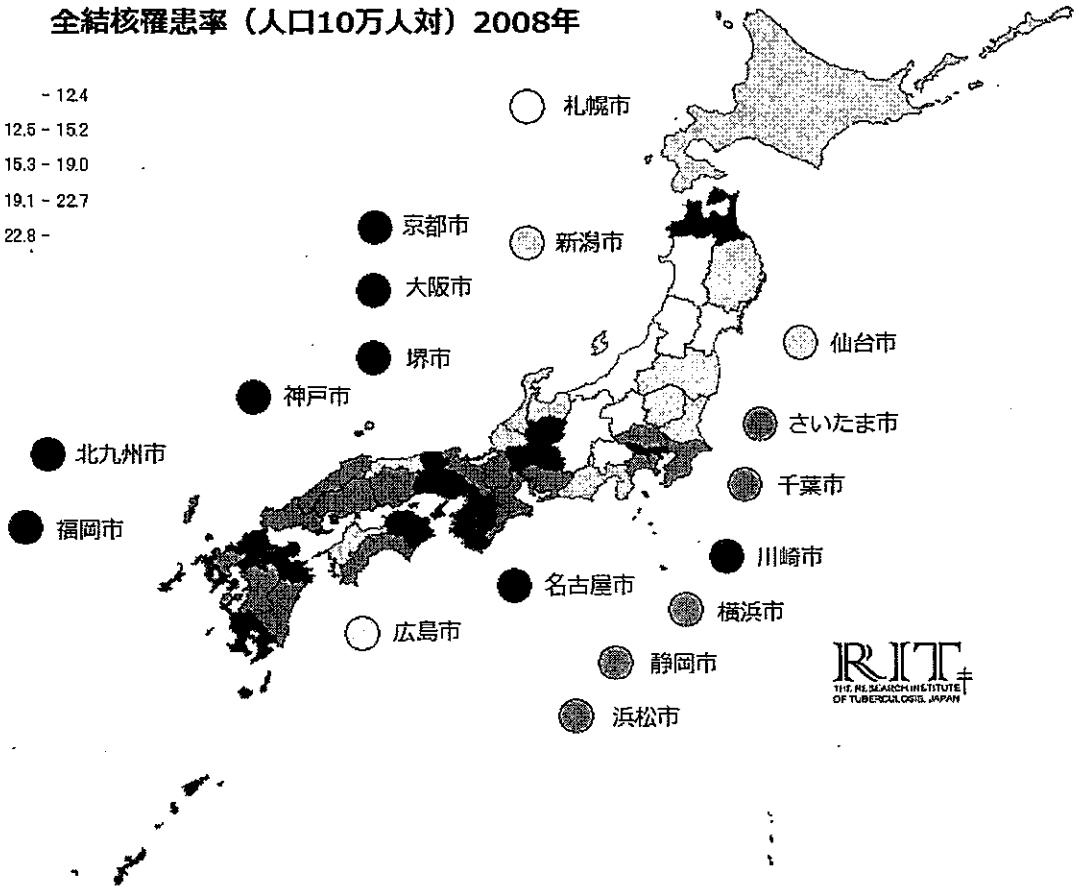 全結核罹患率（人口10万人対）2008年
- 12.4
12.5 - 15.2
15.3 - 19.0
19.1 - 22.7
22.8 -
札幌市
京都市
新潟市
大阪市
仙台市
堺市
神戸市
さいたま市
北九州市
千葉市
福岡市
川崎市
名古屋市
横浜市
広島市
静岡市
浜松市
RIT
THE RESEARCH INSTITUTE
OF TUBERCULOSIS, JAPAN